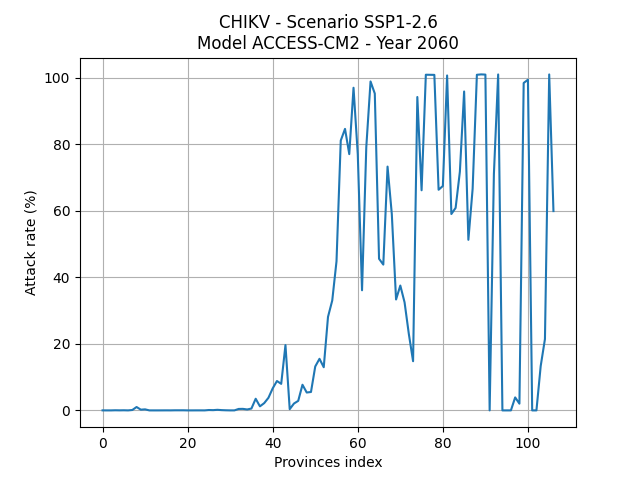 CHIKV - Scenario SSP1-2.6
Model ACCESS-CM2 - Year 2060
100
80
60
40
20
0
Attack rate (%)
0 20 40 60 80 100
Provinces index